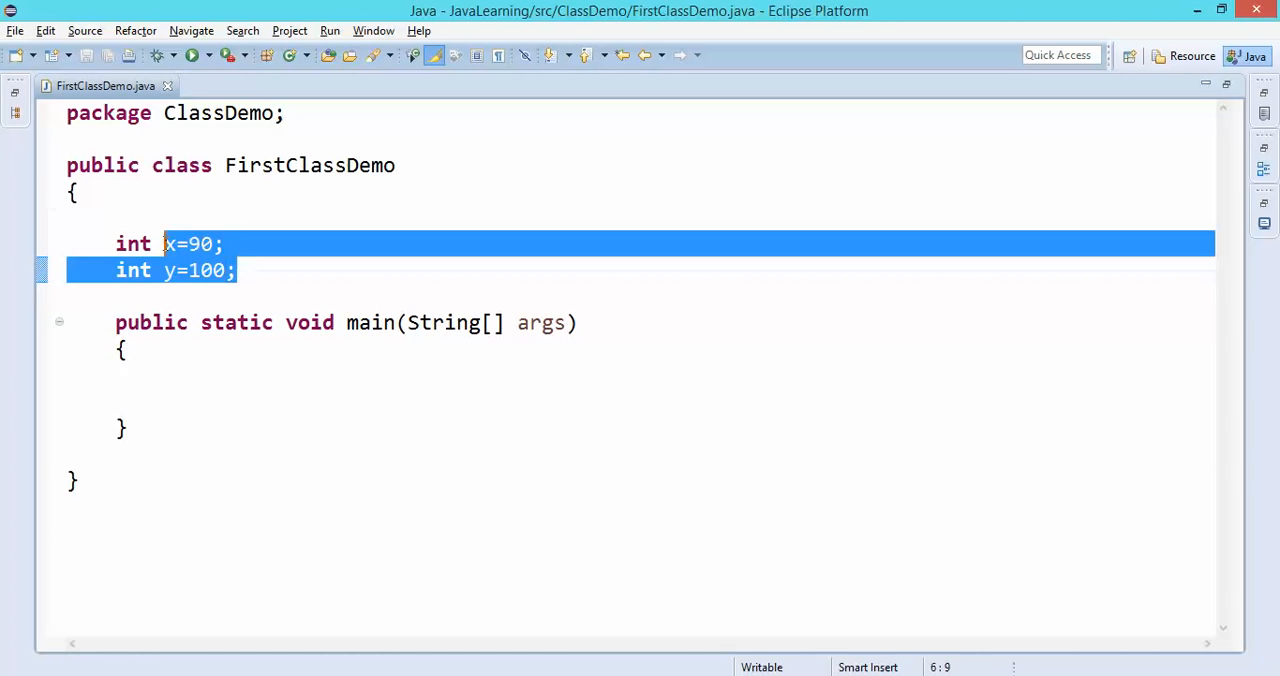 Java - JavaLearning/src/ClassDemo/FirstClassDemo.java - Eclipse Platform
File Edit Source Refactor Navigate Search Project Run Window Help
Quick Access Resource Java
FirstClassDemo.java
package ClassDemo;
public class FirstClassDemo
{
int x=90;
int y=100;
public static void main(String[] args)
{
}
}
Writable Smart Insert 6 : 9